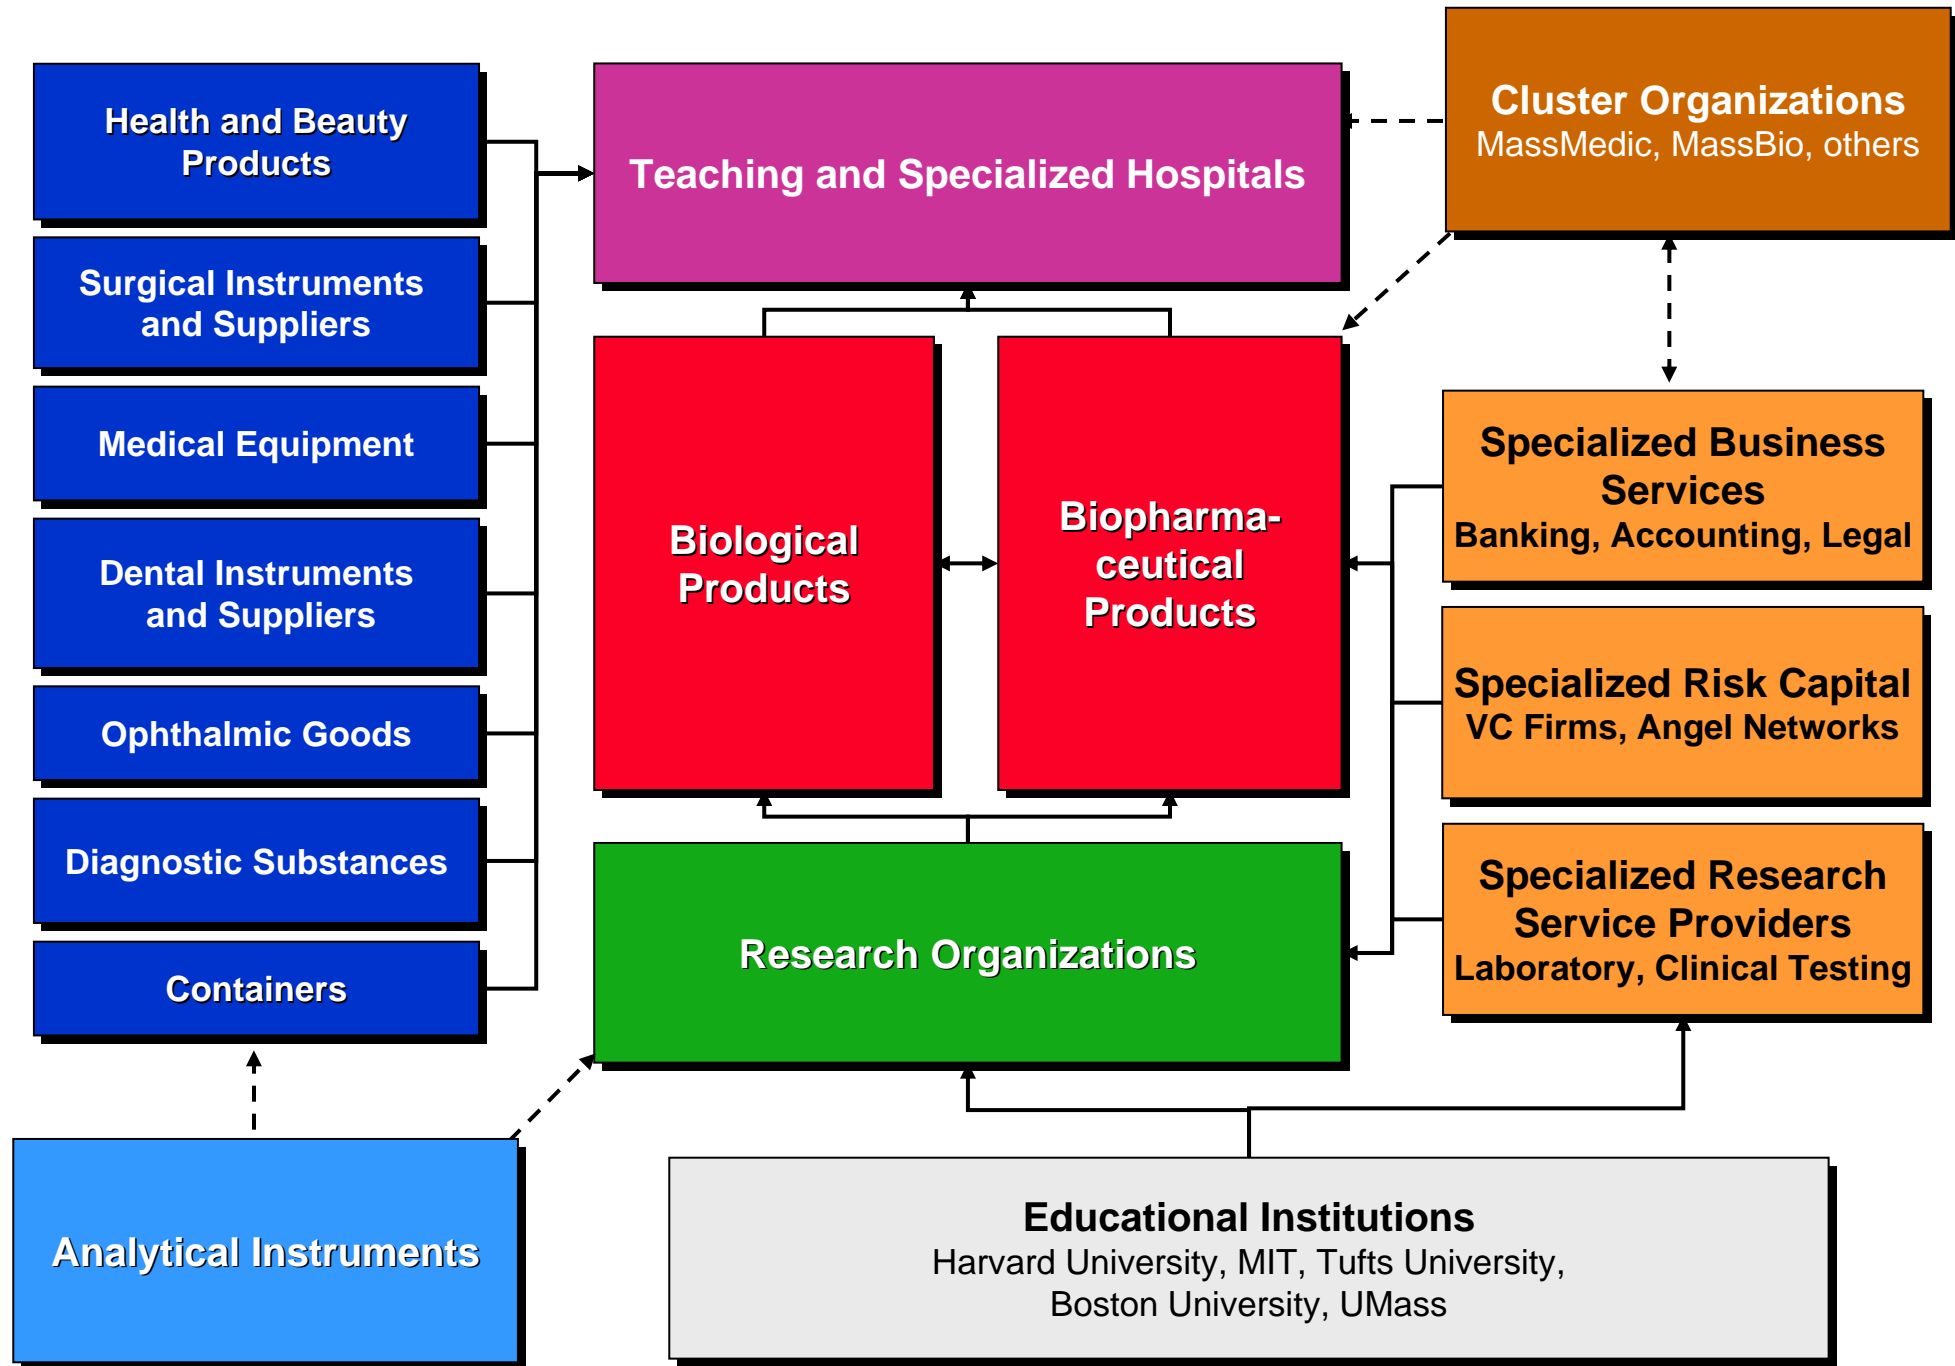 Health and Beauty
Products
Surgical Instruments
and Suppliers
Medical Equipment
Dental Instruments
and Suppliers
Ophthalmic Goods
Diagnostic Substances
Containers
Analytical Instruments
Teaching and Specialized Hospitals
Biological
Products
Biopharma-
ceutical
Products
Research Organizations
Cluster Organizations
MassMedic, MassBio, others
Specialized Business
Services
Banking, Accounting, Legal
Specialized Risk Capital
VC Firms, Angel Networks
Specialized Research
Service Providers
Laboratory, Clinical Testing
Educational Institutions
Harvard University, MIT, Tufts University,
Boston University, UMass